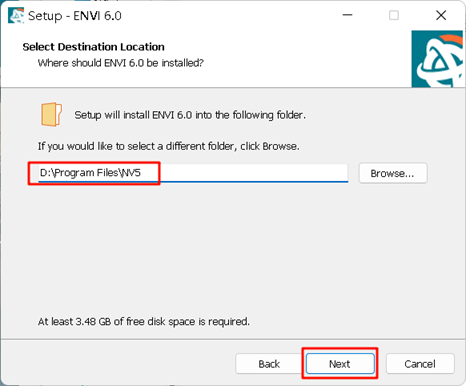 Setup - ENVI 6.0
Select Destination Location
Where should ENVI 6.0 be installed?
Setup will install ENVI 6.0 into the following folder.
If you would like to select a different folder, click Browse.
D:\Program Files\NV5
Browse...
At least 3.48 GB of free disk space is required.
Back
Next
Cancel